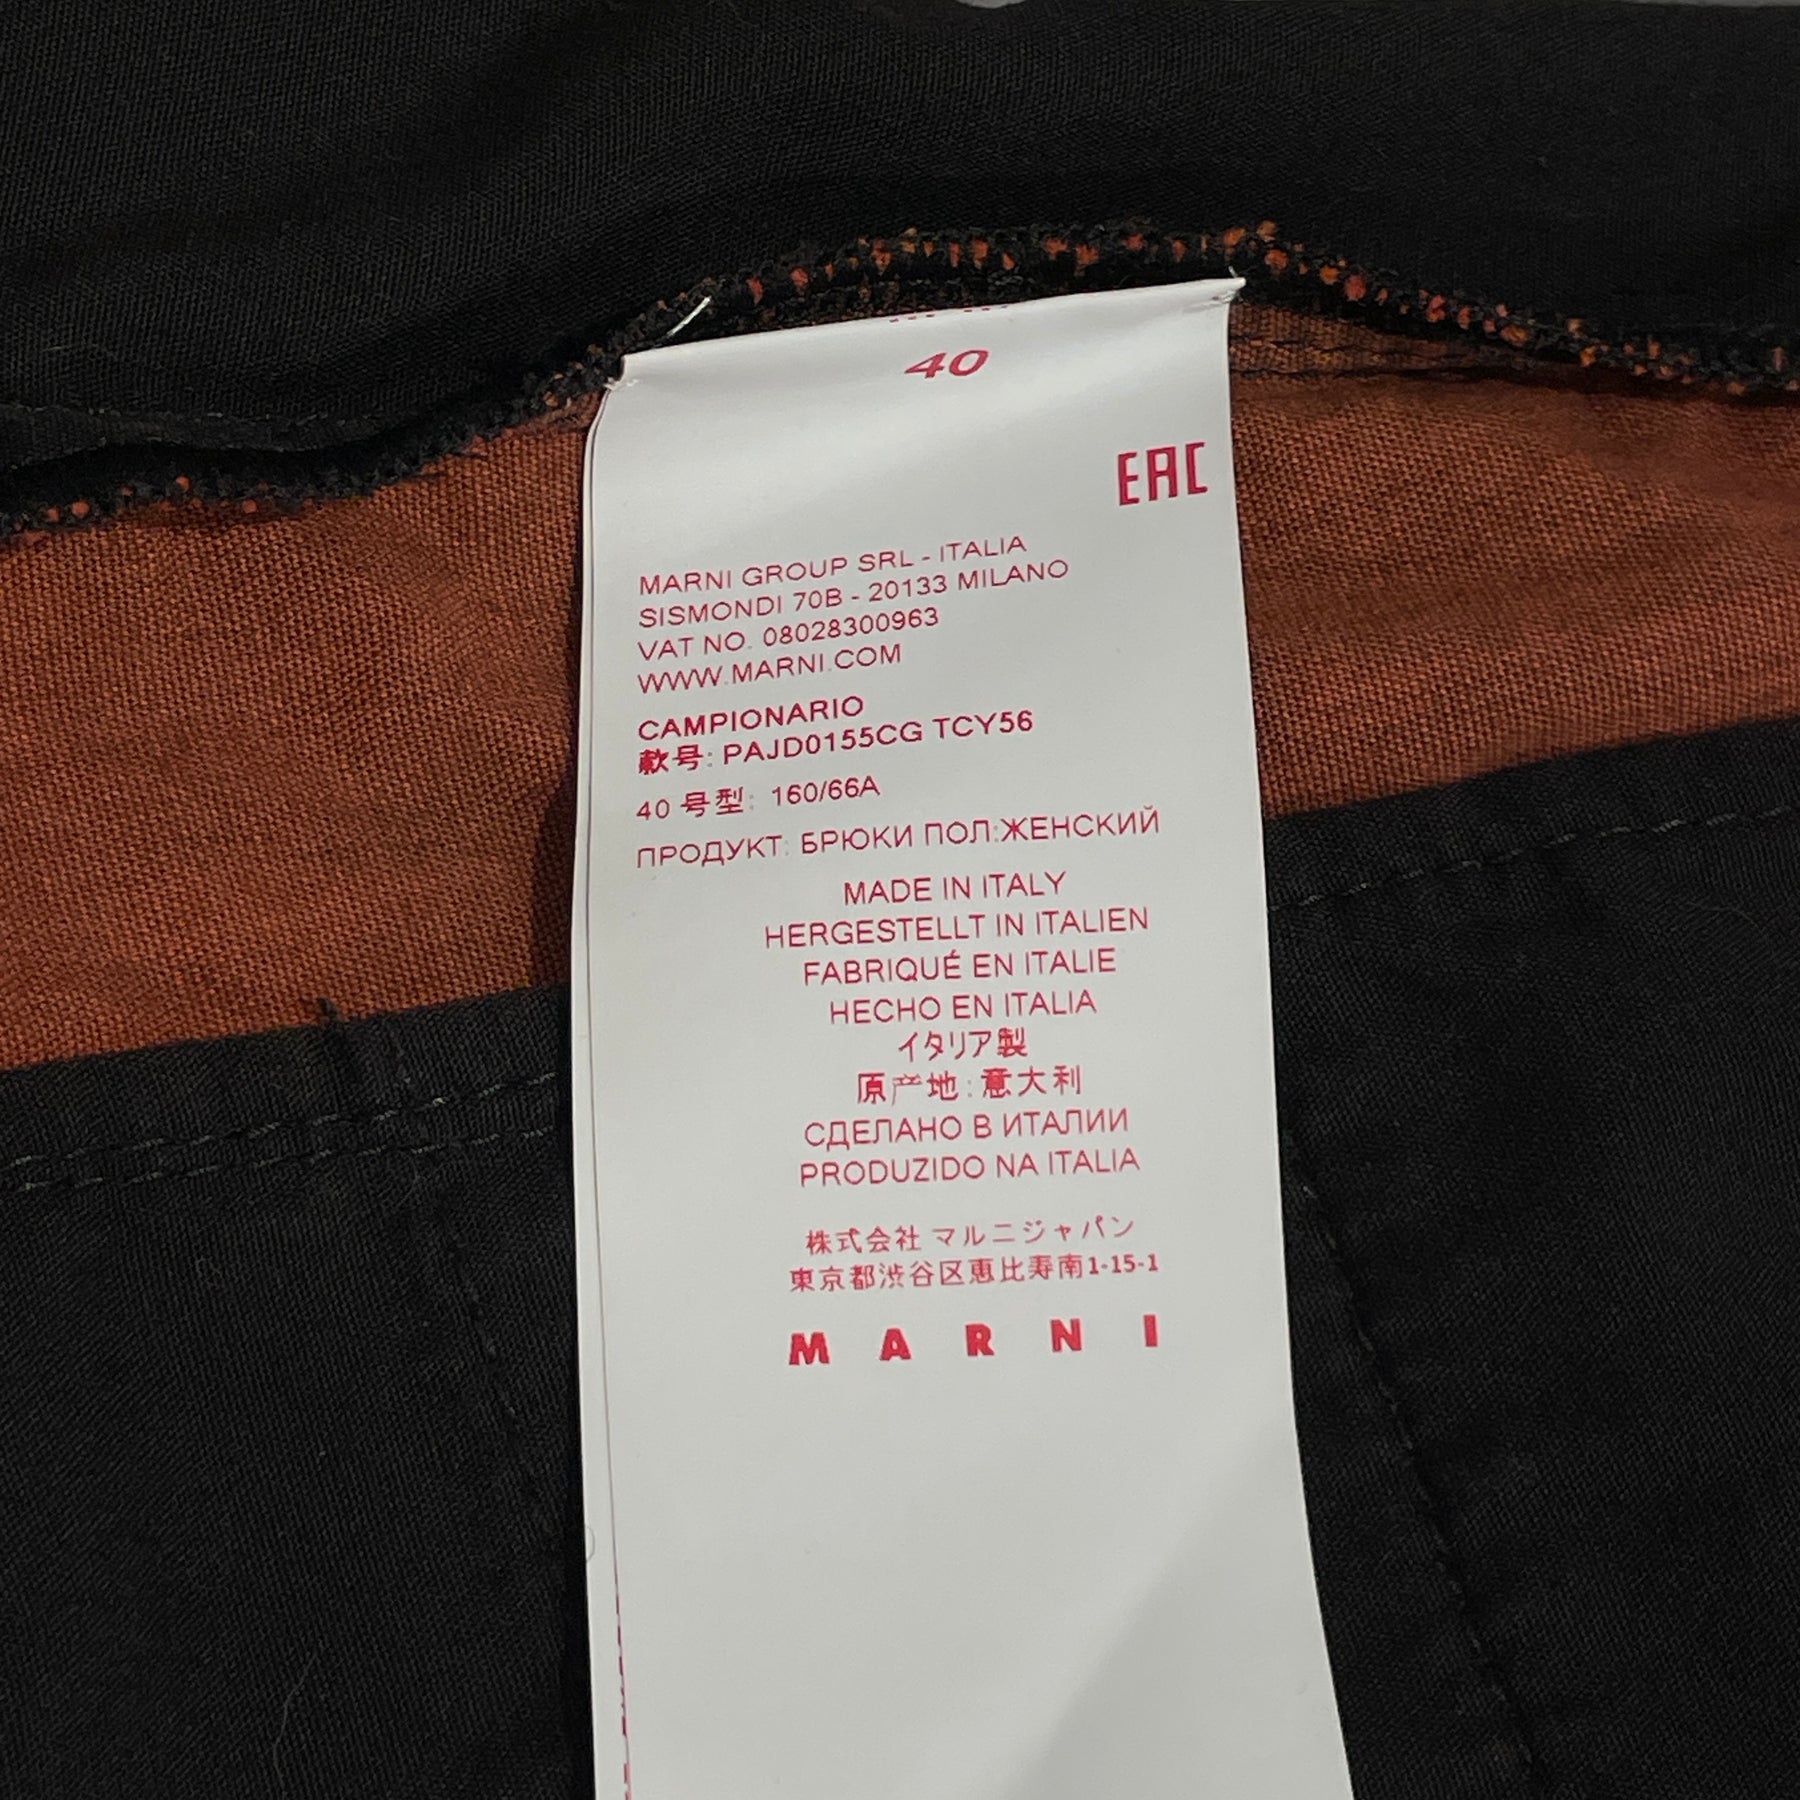 40
EAC
MARNI GROUP SRL - ITALIA
SISMONDI 70B - 20133 MILANO
VAT NO. 08028300963
WWW.MARNI.COM
CAMPIONARIO
款号: PAJD0155CG TCY56
40 号型: 160/66A
ПРОДУКТ: БРЮКИ ПОЛ:ЖЕНСКИЙ
MADE IN ITALY
HERGESTELLT IN ITALIEN
FABRIQUÉ EN ITALIE
HECHO EN ITALIA
イタリア製
原产地:意大利
СДЕЛАНО В ИТАЛИИ
PRODUZIDO NA ITALIA
株式会社 マルニジャパン
東京都渋谷区恵比寿南1-15-1
MARNI